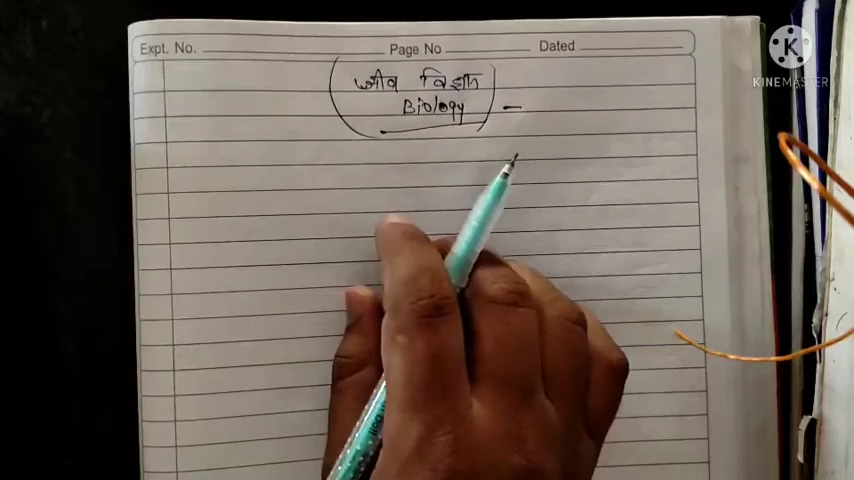 Expt. No.
Page No
Dated
K
KINEMASTER
जीव विज्ञान
Biology -